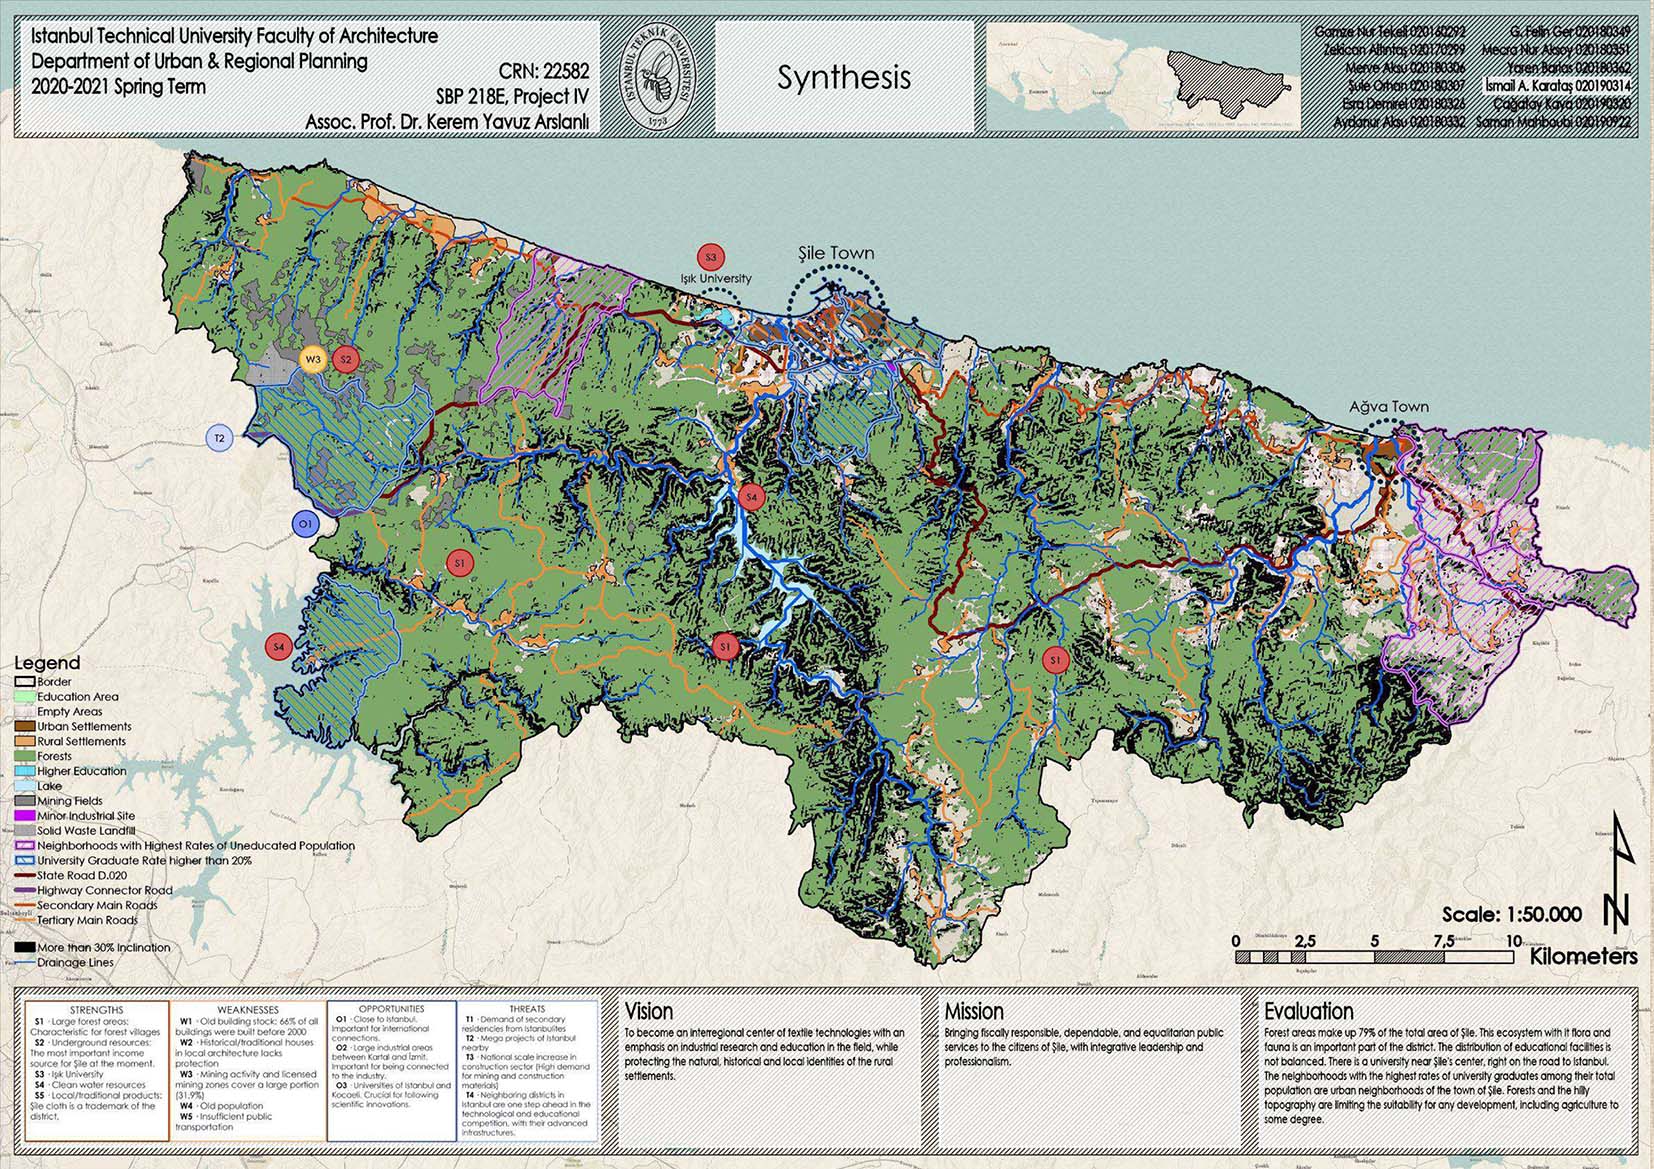 Istanbul Technical University Faculty of Architecture
Department of Urban & Regional Planning
2020-2021 Spring Term
CRN: 22582
SBP 218E, Project IV
Assoc. Prof. Dr. Kerem Yavuz Arslanlı
İSTANBUL TEKNİK ÜNİVERSİTESİ
1773
Synthesis
Gamze Nur Tekeli 020160292
Zekican Altıntaş 020170299
Merve Aksu 020180306
Şule Orhan 020180307
Esra Demirel 020180326
Aydanur Aksu 020180332
G. Felin Ger 020180349
Mecra Nur Aksoy 020180351
Yaren Barlas 020180362
İsmail A. Karataş 020190314
Çağatay Kaya 020190320
Saman Mahboubi 020190922
S3
Işık University
Şile Town
Ağva Town
W3
S2
T2
O1
S4
S1
S4
S1
S1
Legend
Border
Education Area
Empty Areas
Urban Settlements
Rural Settlements
Forests
Higher Education
Lake
Mining Fields
Minor Industrial Site
Solid Waste Landfill
Neighborhoods with Highest Rates of Uneducated Population
University Graduate Rate higher than 20%
State Road D.020
Highway Connector Road
Secondary Main Roads
Tertiary Main Roads
More than 30% Inclination
Drainage Lines
Scale: 1:50.000
N
0 2,5 5 7,5 10
Kilometers
STRENGTHS
S1 · Large forest areas:
Characteristic for forest villages
S2 · Underground resources:
The most important income
source for Şile at the moment.
S3 · Işık University
S4 · Clean water resources
S5 · Local/traditional products:
Şile cloth is a trademark of the
district.
WEAKNESSES
W1 · Old building stock: 66% of all
buildings were built before 2000
W2 · Historical/traditional houses
in local architecture lacks
protection
W3 · Mining activity and licensed
mining zones cover a large portion
(31.9%)
W4 · Old population
W5 · Insufficient public
transportation
OPPORTUNITIES
O1 · Close to Istanbul.
Important for international
connections.
O2 · Large industrial areas
between Kartal and İzmit.
Important for being connected
to the industry.
O3 · Universities of Istanbul and
Kocaeli. Crucial for following
scientific innovations.
THREATS
T1 · Demand of secondary
residencies from Istanbulites
T2 · Mega projects of Istanbul
nearby
T3 · National scale increase in
construction sector (High demand
for mining and construction
materials)
T4 · Neighboring districts in
Istanbul are one step ahead in the
technological and educational
competition, with their advanced
infrastructures.
Vision
To become an interregional center of textile technologies with an
emphasis on industrial research and education in the field, while
protecting the natural, historical and local identities of the rural
settlements.
Mission
Bringing fiscally responsible, dependable, and equalitarian public
services to the citizens of Şile, with integrative leadership and
professionalism.
Evaluation
Forest areas make up 79% of the total area of Şile. This ecosystem with it flora and
fauna is an important part of the district. The distribution of educational facilities is
not balanced. There is a university near Şile's center, right on the road to Istanbul.
The neighborhoods with the highest rates of university graduates among their total
population are urban neighborhoods of the town of Şile. Forests and the hilly
topography are limiting the suitability for any development, including agriculture to
some degree.